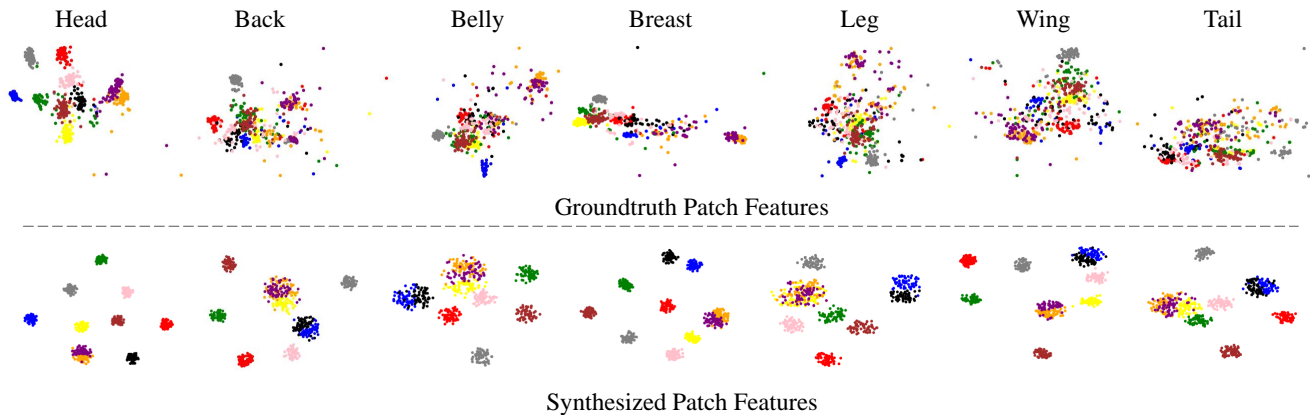 Head Back Belly Breast Leg Wing Tail
Groundtruth Patch Features
Synthesized Patch Features